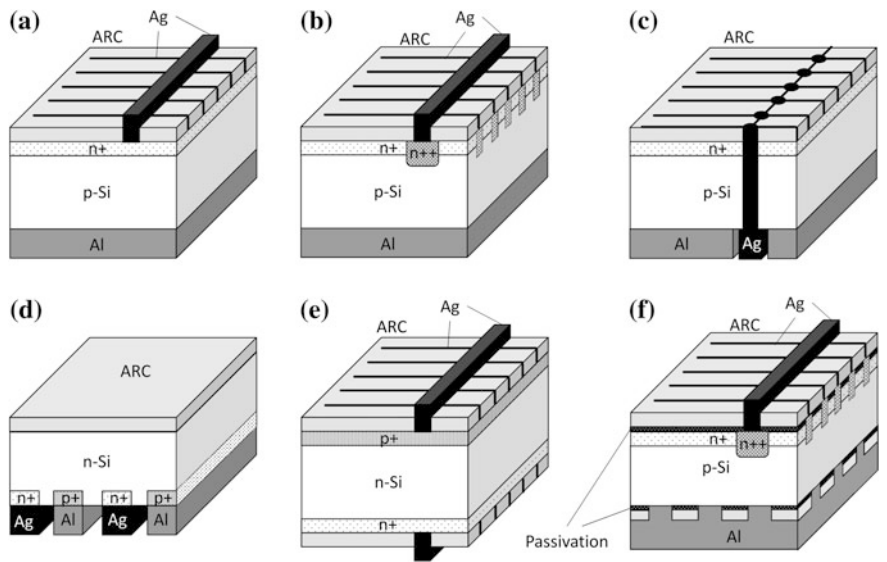 (a)
Ag
ARC
n+
p-Si
Al
(b)
Ag
ARC
n+
n++
p-Si
Al
(c)
ARC
n+
p-Si
Al
Ag
(d)
ARC
n-Si
n+ p+ n+ p+
Ag Al Ag Al
(e)
Ag
ARC
p+
n-Si
n+
(f)
Ag
ARC
n+
n++
p-Si
Passivation
Al